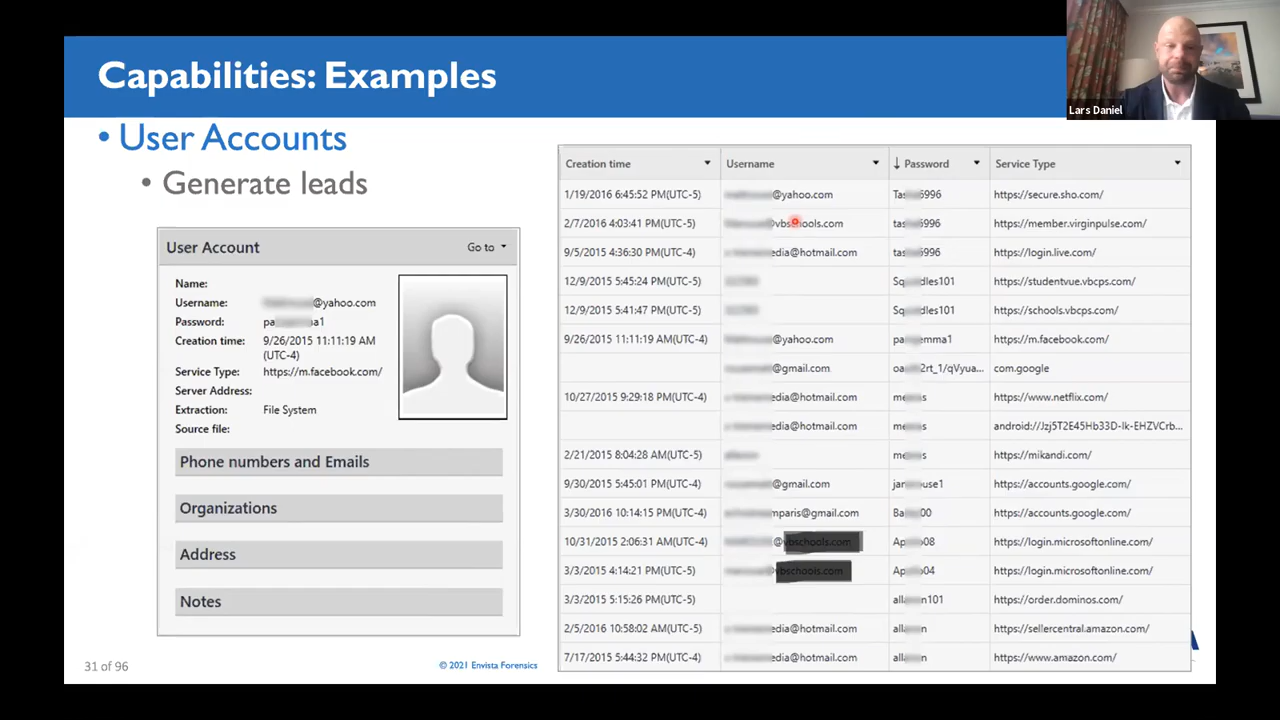 Capabilities: Examples
Lars Daniel
• User Accounts
• Generate leads
User Account Go to
Name:
Username: @yahoo.com
Password:
Creation time: 9/26/2015 11:11:19 AM
(UTC-4)
Service Type: https://m.facebook.com/
Server Address:
Extraction: File System
Source file:
Phone numbers and Emails
Organizations
Address
Notes
Creation time Username ↓ Password Service Type
1/19/2016 6:45:52 PM(UTC-5) @yahoo.com https://secure.sho.com/
2/7/2016 4:03:41 PM(UTC-5) https://member.virginpulse.com/
9/5/2015 4:36:30 PM(UTC-4) @hotmail.com https://login.live.com/
12/9/2015 5:45:24 PM(UTC-5) https://studentvue.vbcps.com/
12/9/2015 5:41:47 PM(UTC-5) https://schools.vbcps.com/
9/26/2015 11:11:19 AM(UTC-4) @yahoo.com https://m.facebook.com/
@gmail.com com.google
10/27/2015 9:29:18 PM(UTC-4) @hotmail.com https://www.netflix.com/
@hotmail.com
2/21/2015 8:04:28 AM(UTC-5) https://mikandi.com/
9/30/2015 5:45:01 PM(UTC-4) @gmail.com https://accounts.google.com/
3/30/2016 10:14:15 PM(UTC-4) @gmail.com https://accounts.google.com/
10/31/2015 2:06:31 AM(UTC-4) https://login.microsoftonline.com/
3/3/2015 4:14:21 PM(UTC-5) https://login.microsoftonline.com/
3/3/2015 5:15:26 PM(UTC-5) https://order.dominos.com/
2/5/2016 10:58:02 AM(UTC-5) @hotmail.com https://sellercentral.amazon.com/
7/17/2015 5:44:32 PM(UTC-4) @hotmail.com https://www.amazon.com/
31 of 96
© 2021 Envista Forensics